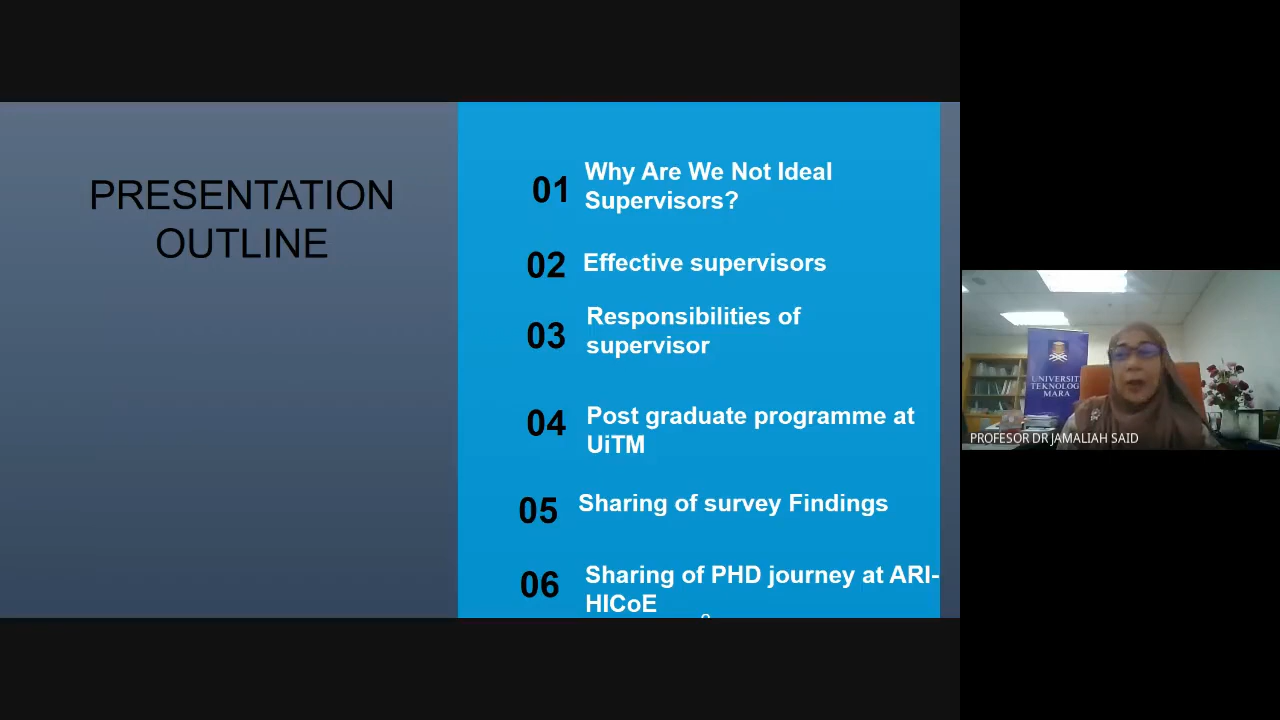 PRESENTATION
OUTLINE
01
Why Are We Not Ideal
Supervisors?
02
Effective supervisors
03
Responsibilities of
supervisor
04
Post graduate programme at
UiTM
05
Sharing of survey Findings
06
Sharing of PHD journey at ARI-
HICoE
UNIVERSITI
TEKNOLOGI
MARA
PROFESOR DR JAMALIAH SAID